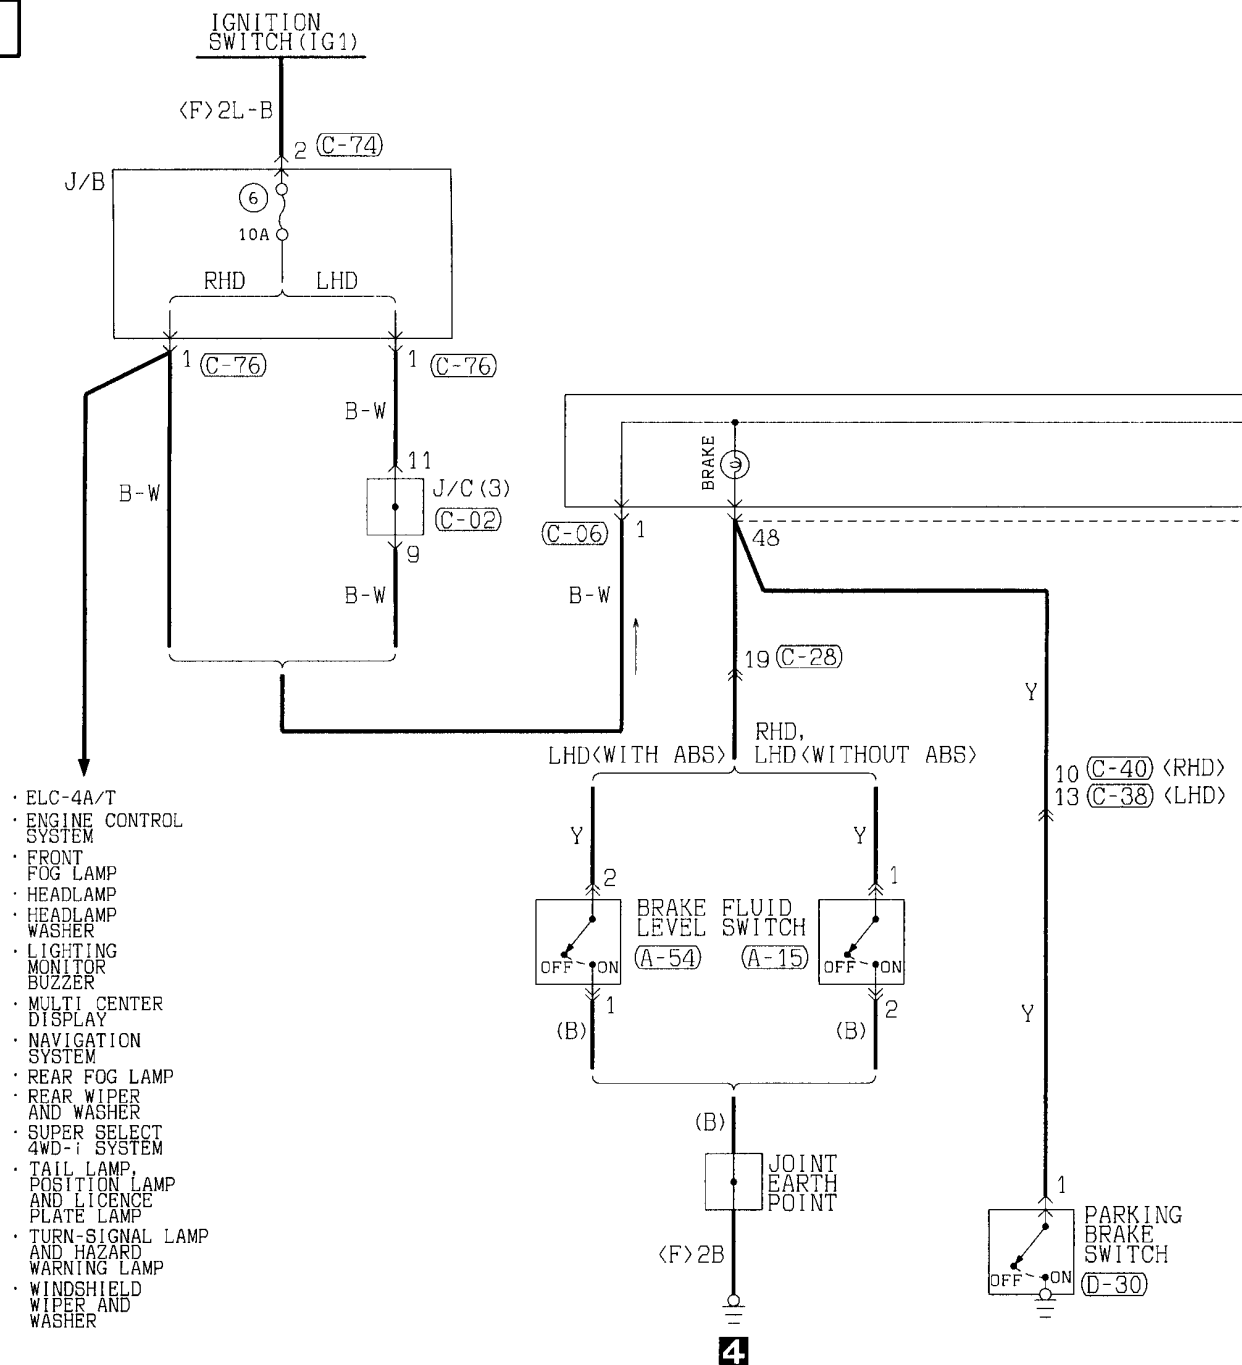 IGNITION
SWITCH(IG1)
<F>2L-B
2 C-74
J/B
6
10A
RHD LHD
1 C-76
1 C-76
B-W
11
J/C(3)
C-02
9
B-W
B-W
BRAKE
C-06 1
48
B-W
19 C-28
Y
LHD<WITH ABS>
RHD,
LHD<WITHOUT ABS>
10 C-40 <RHD>
13 C-38 <LHD>
Y
Y
2
1
BRAKE FLUID
LEVEL SWITCH
A-54
A-15
OFF ON
OFF ON
1
2
(B)
(B)
Y
(B)
JOINT
EARTH
POINT
<F>2B
4
1
PARKING
BRAKE
SWITCH
D-30
OFF ON
· ELC-4A/T
· ENGINE CONTROL
SYSTEM
· FRONT
FOG LAMP
· HEADLAMP
· HEADLAMP
WASHER
· LIGHTING
MONITOR
BUZZER
· MULTI CENTER
DISPLAY
· NAVIGATION
SYSTEM
· REAR FOG LAMP
· REAR WIPER
AND WASHER
· SUPER SELECT
4WD-i SYSTEM
· TAIL LAMP,
POSITION LAMP
AND LICENCE
PLATE LAMP
· TURN-SIGNAL LAMP
AND HAZARD
WARNING LAMP
· WINDSHIELD
WIPER AND
WASHER